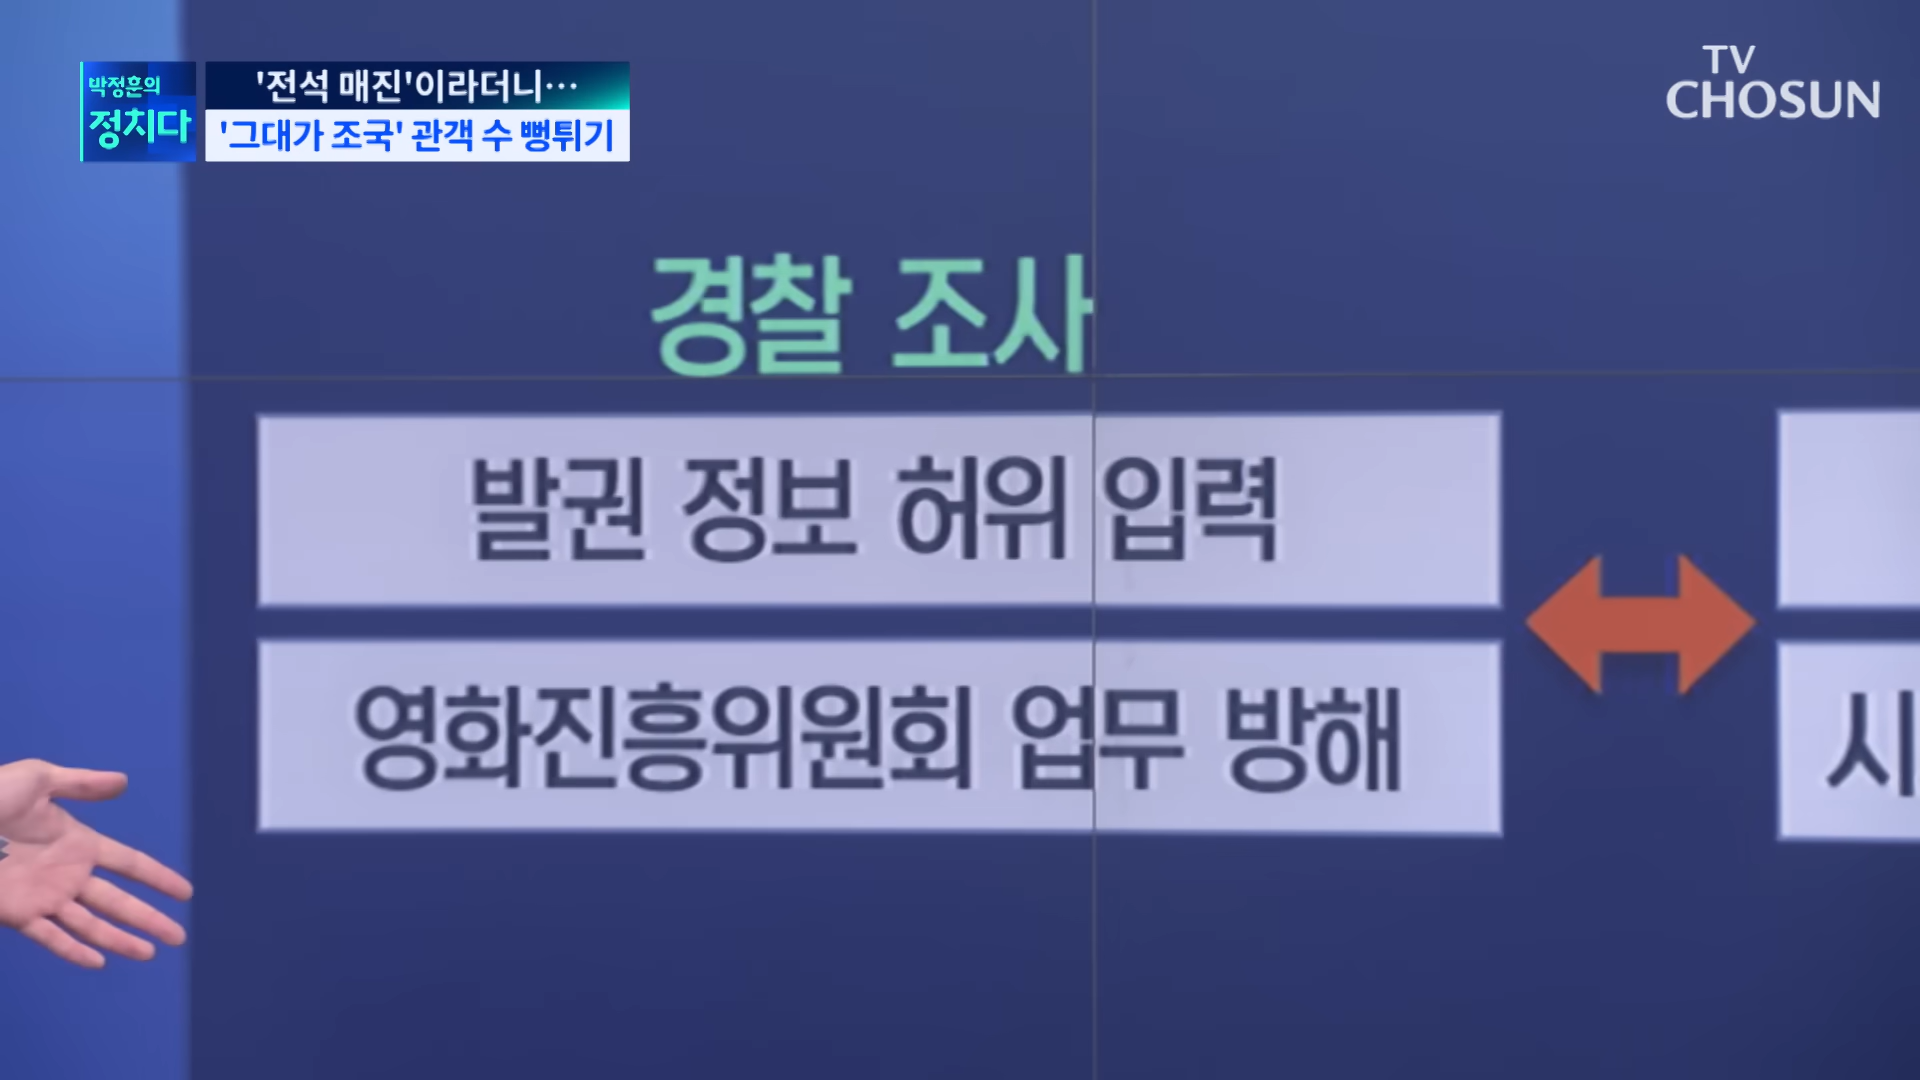 박정훈의
정치다
'전석 매진'이라더니…
'그대가 조국' 관객 수 뻥튀기
TV
CHOSUN
경찰 조사
발권 정보 허위 입력
영화진흥위원회 업무 방해
시